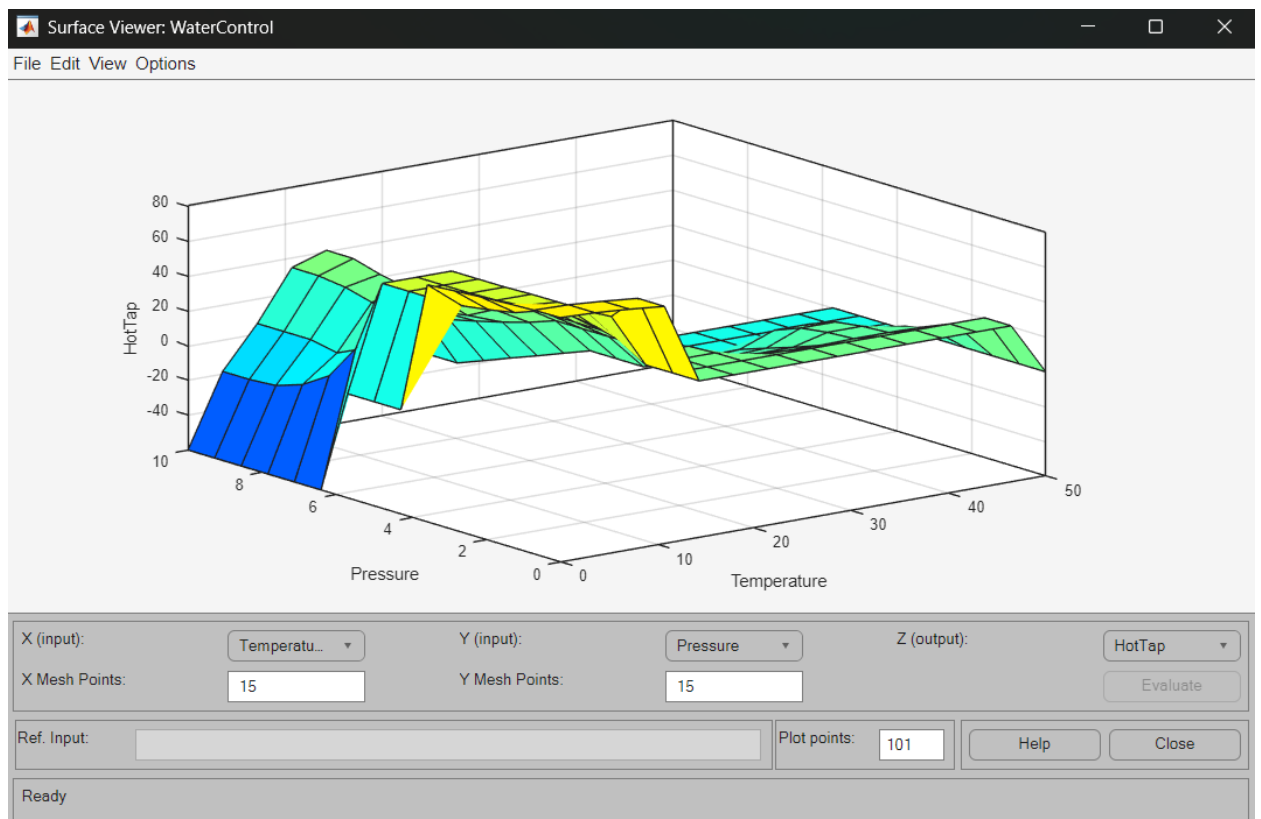 Surface Viewer: WaterControl
File Edit View Options
80
60
40
20
0
-20
-40
HotTap
10
8
6
4
2
0
Pressure
0
10
20
30
40
50
Temperature
X (input): Temperatu... Y (input): Pressure Z (output): HotTap
X Mesh Points: 15 Y Mesh Points: 15 Evaluate
Ref. Input: Plot points: 101 Help Close
Ready